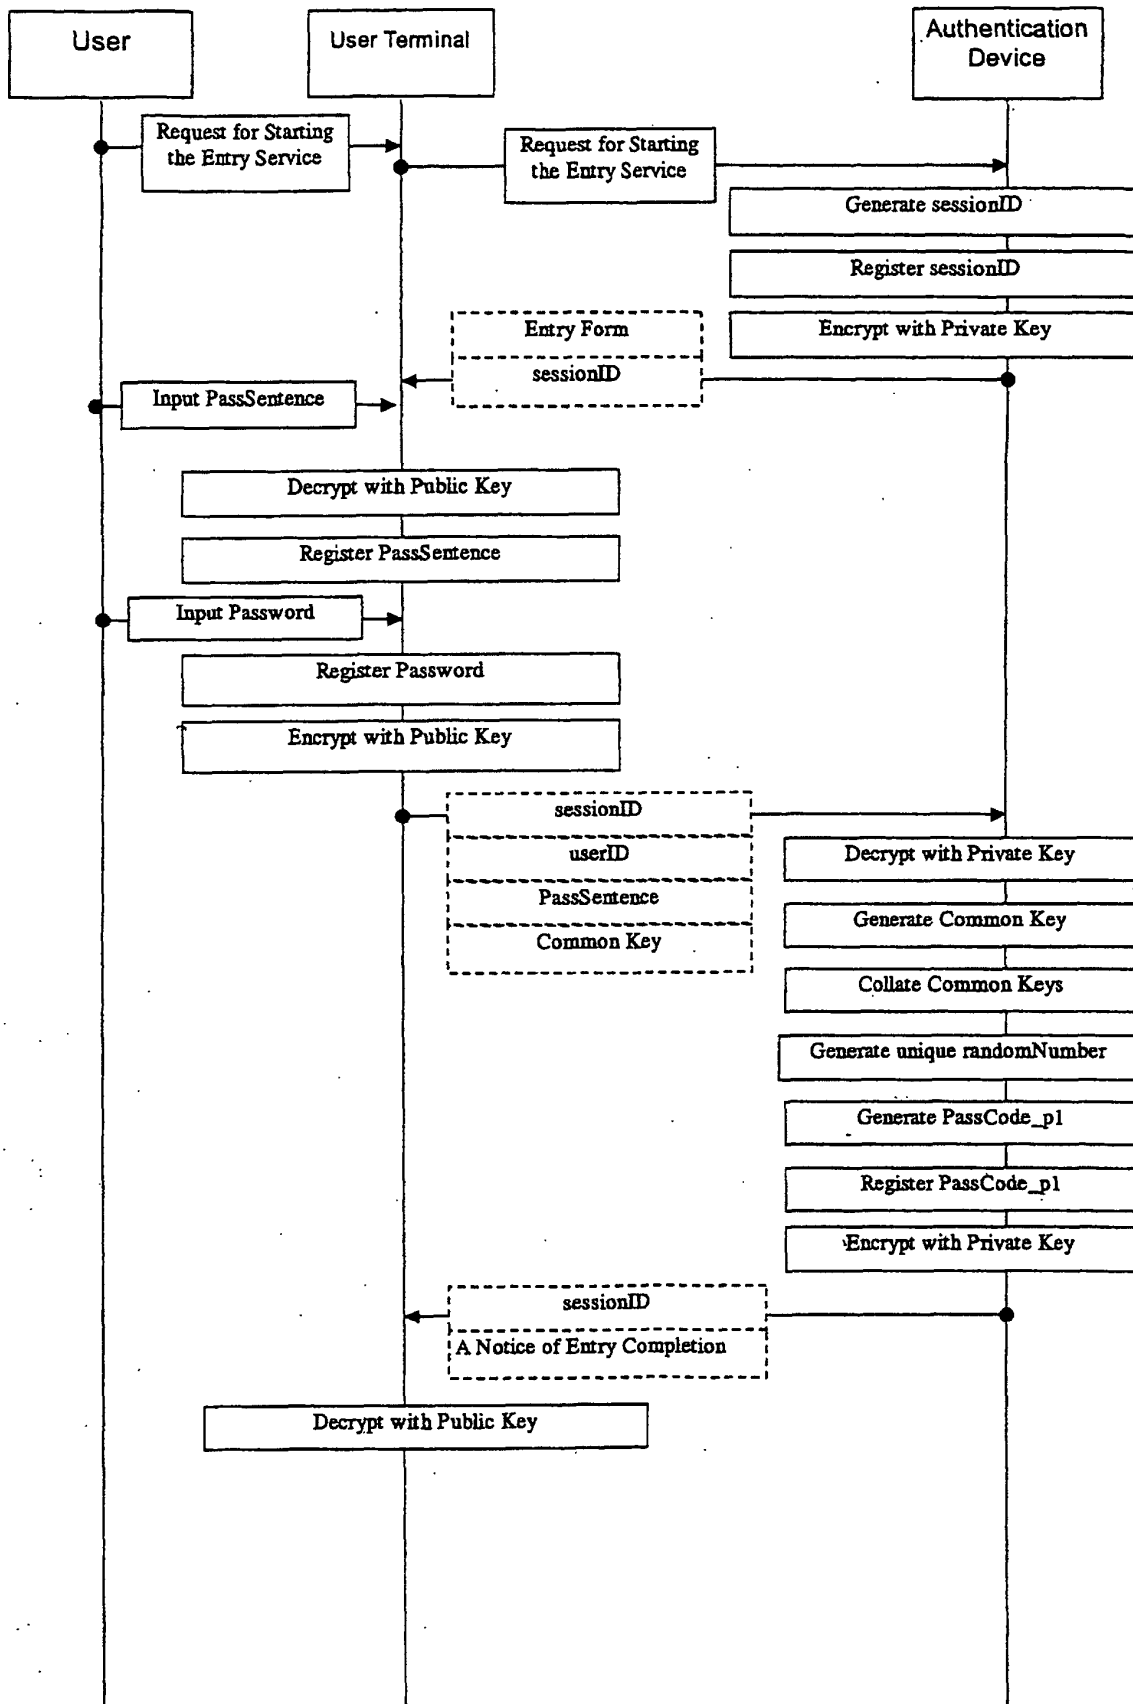 User
User Terminal
Authentication
Device
Request for Starting
the Entry Service
Request for Starting
the Entry Service
Generate sessionID
Register sessionID
Encrypt with Private Key
Entry Form
sessionID
Input PassSentence
Decrypt with Public Key
Register PassSentence
Input Password
Register Password
Encrypt with Public Key
sessionID
userID
PassSentence
Common Key
Decrypt with Private Key
Generate Common Key
Collate Common Keys
Generate unique randomNumber
Generate PassCode_p1
Register PassCode_p1
Encrypt with Private Key
sessionID
A Notice of Entry Completion
Decrypt with Public Key